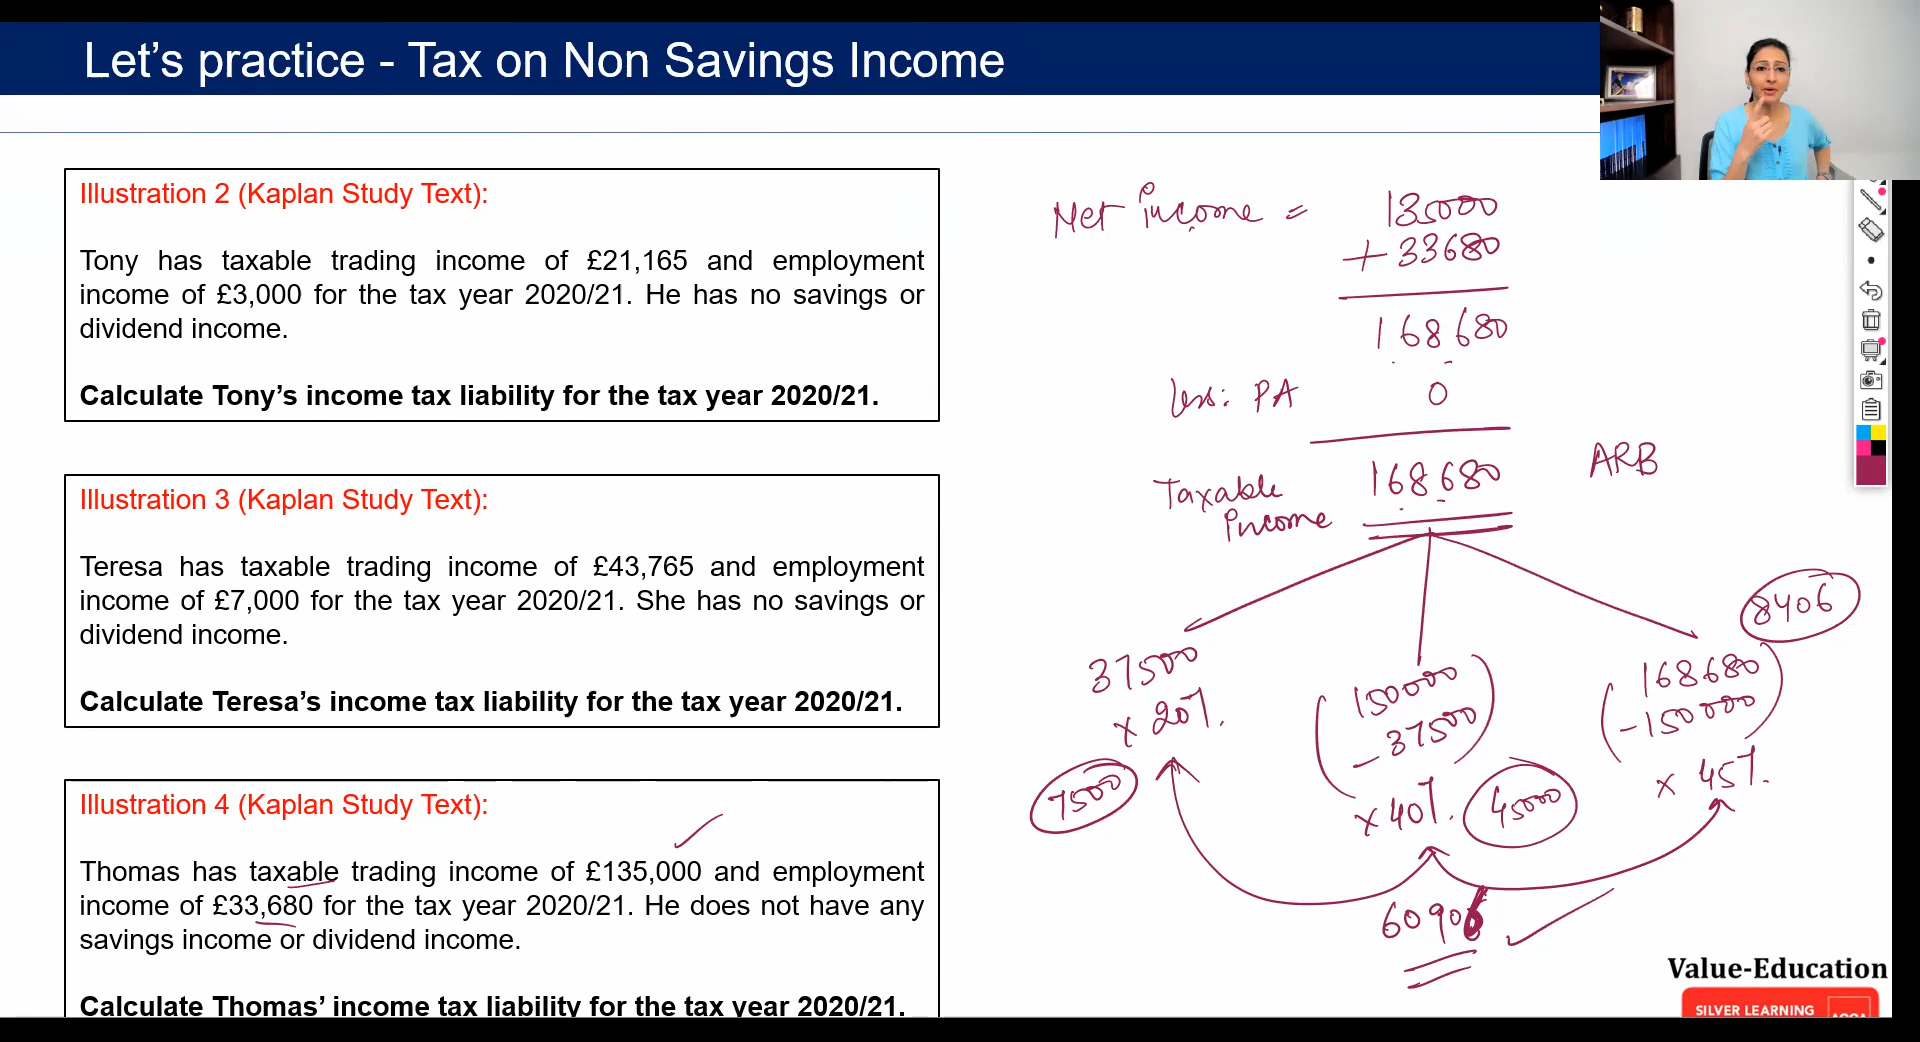 Let's practice - Tax on Non Savings Income
Illustration 2 (Kaplan Study Text):
Tony has taxable trading income of £21,165 and employment
income of £3,000 for the tax year 2020/21. He has no savings or
dividend income.
Calculate Tony's income tax liability for the tax year 2020/21.
Illustration 3 (Kaplan Study Text):
Teresa has taxable trading income of £43,765 and employment
income of £7,000 for the tax year 2020/21. She has no savings or
dividend income.
Calculate Teresa's income tax liability for the tax year 2020/21.
Illustration 4 (Kaplan Study Text):
Thomas has taxable trading income of £135,000 and employment
income of £33,680 for the tax year 2020/21. He does not have any
savings income or dividend income.
Calculate Thomas' income tax liability for the tax year 2020/21.
Net income = 135000
+ 33680
168680
Less: PA 0
Taxable 168680
Income
ARB
37500
x 20%.
7500
(150000
- 37500)
x 40%.
45000
8406
(168680
- 150000)
x 45%.
60906
Value-Education
SILVER LEARNING
ACCA